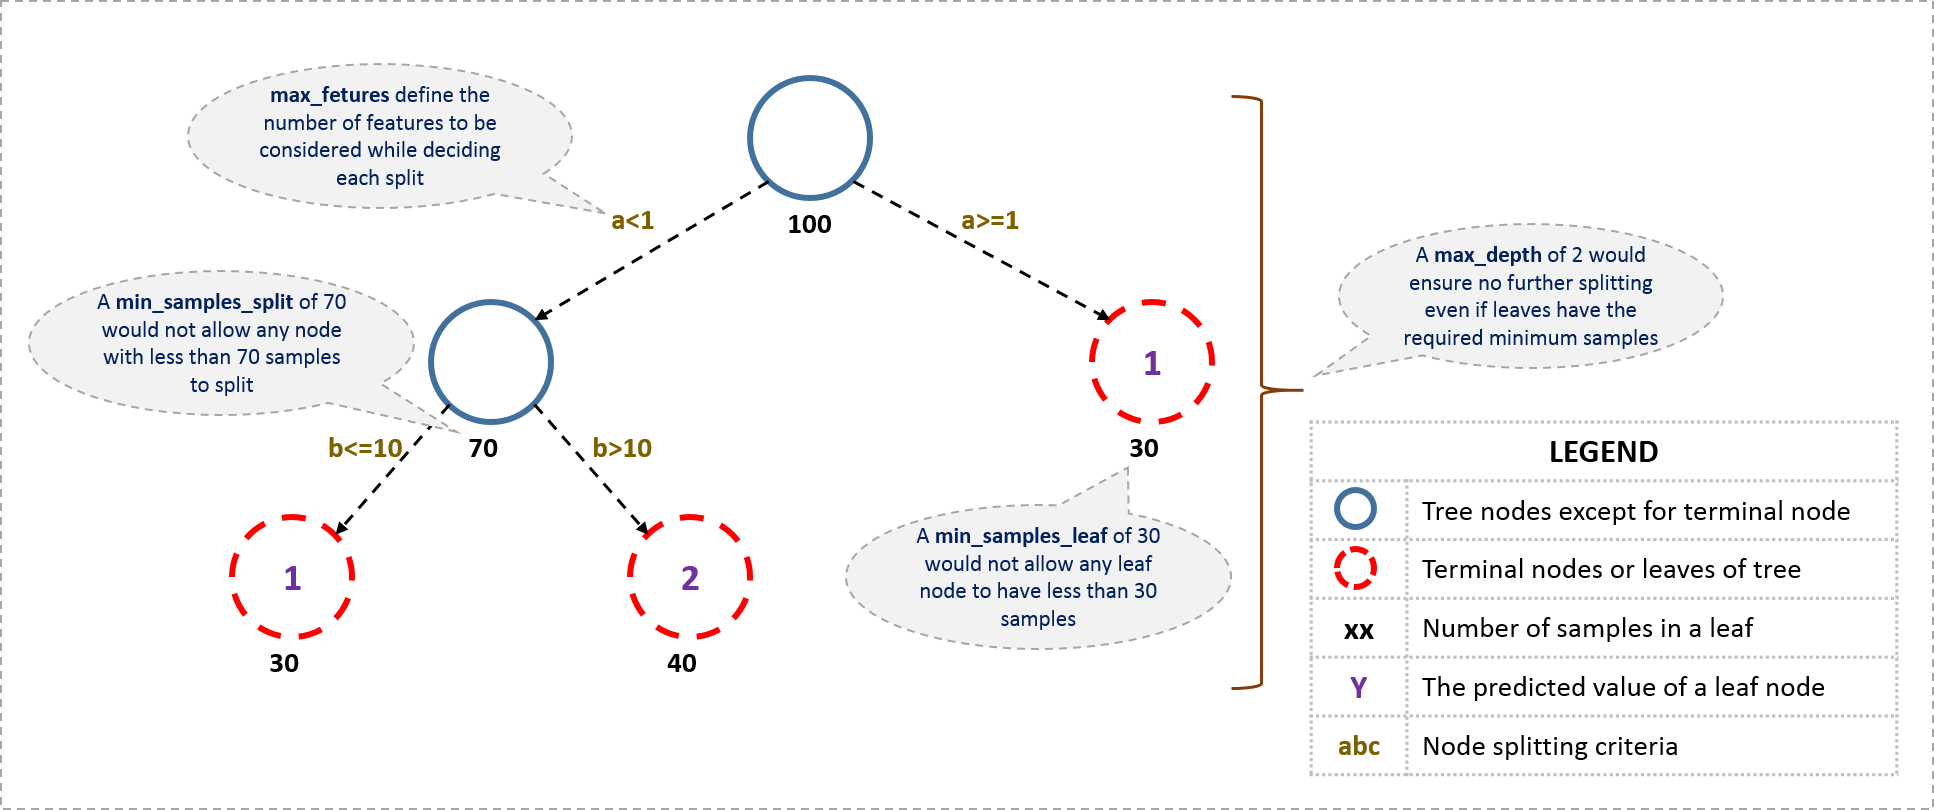 max_fetures define the
number of features to be
considered while deciding
each split
100
a<1
a>=1
A max_depth of 2 would
ensure no further splitting
even if leaves have the
required minimum samples
A min_samples_split of 70
would not allow any node
with less than 70 samples
to split
70
1
30
b<=10
b>10
1
30
2
40
A min_samples_leaf of 30
would not allow any leaf
node to have less than 30
samples
LEGEND
Tree nodes except for terminal node
Terminal nodes or leaves of tree
xx Number of samples in a leaf
Y The predicted value of a leaf node
abc Node splitting criteria